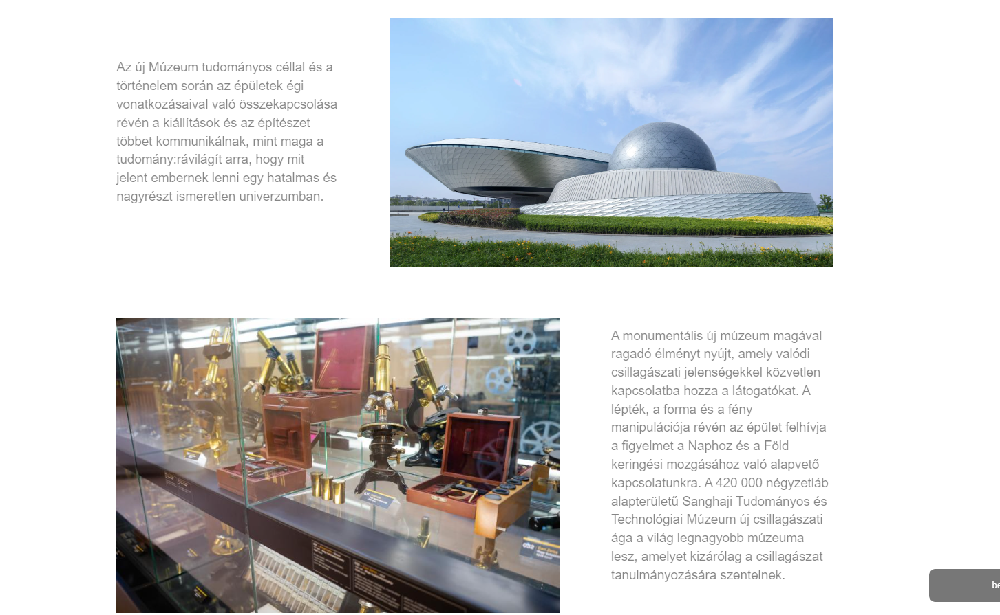 Az új Múzeum tudományos céllal és a
történelem során az épületek égi
vonatkozásaival való összekapcsolása
révén a kiállítások és az építészet
többet kommunikálnak, mint maga a
tudomány:rávilágít arra, hogy mit
jelent embernek lenni egy hatalmas és
nagyrészt ismeretlen univerzumban.
A monumentális új múzeum magával
ragadó élményt nyújt, amely valódi
csillagászati jelenségekkel közvetlen
kapcsolatba hozza a látogatókat. A
lépték, a forma és a fény
manipulációja révén az épület felhívja
a figyelmet a Naphoz és a Föld
keringési mozgásához való alapvető
kapcsolatunkra. A 420 000 négyzetláb
alapterületű Sanghaji Tudományos és
Technológiai Múzeum új csillagászati
ága a világ legnagyobb múzeuma
lesz, amelyet kizárólag a csillagászat
tanulmányozására szentelnek.
be